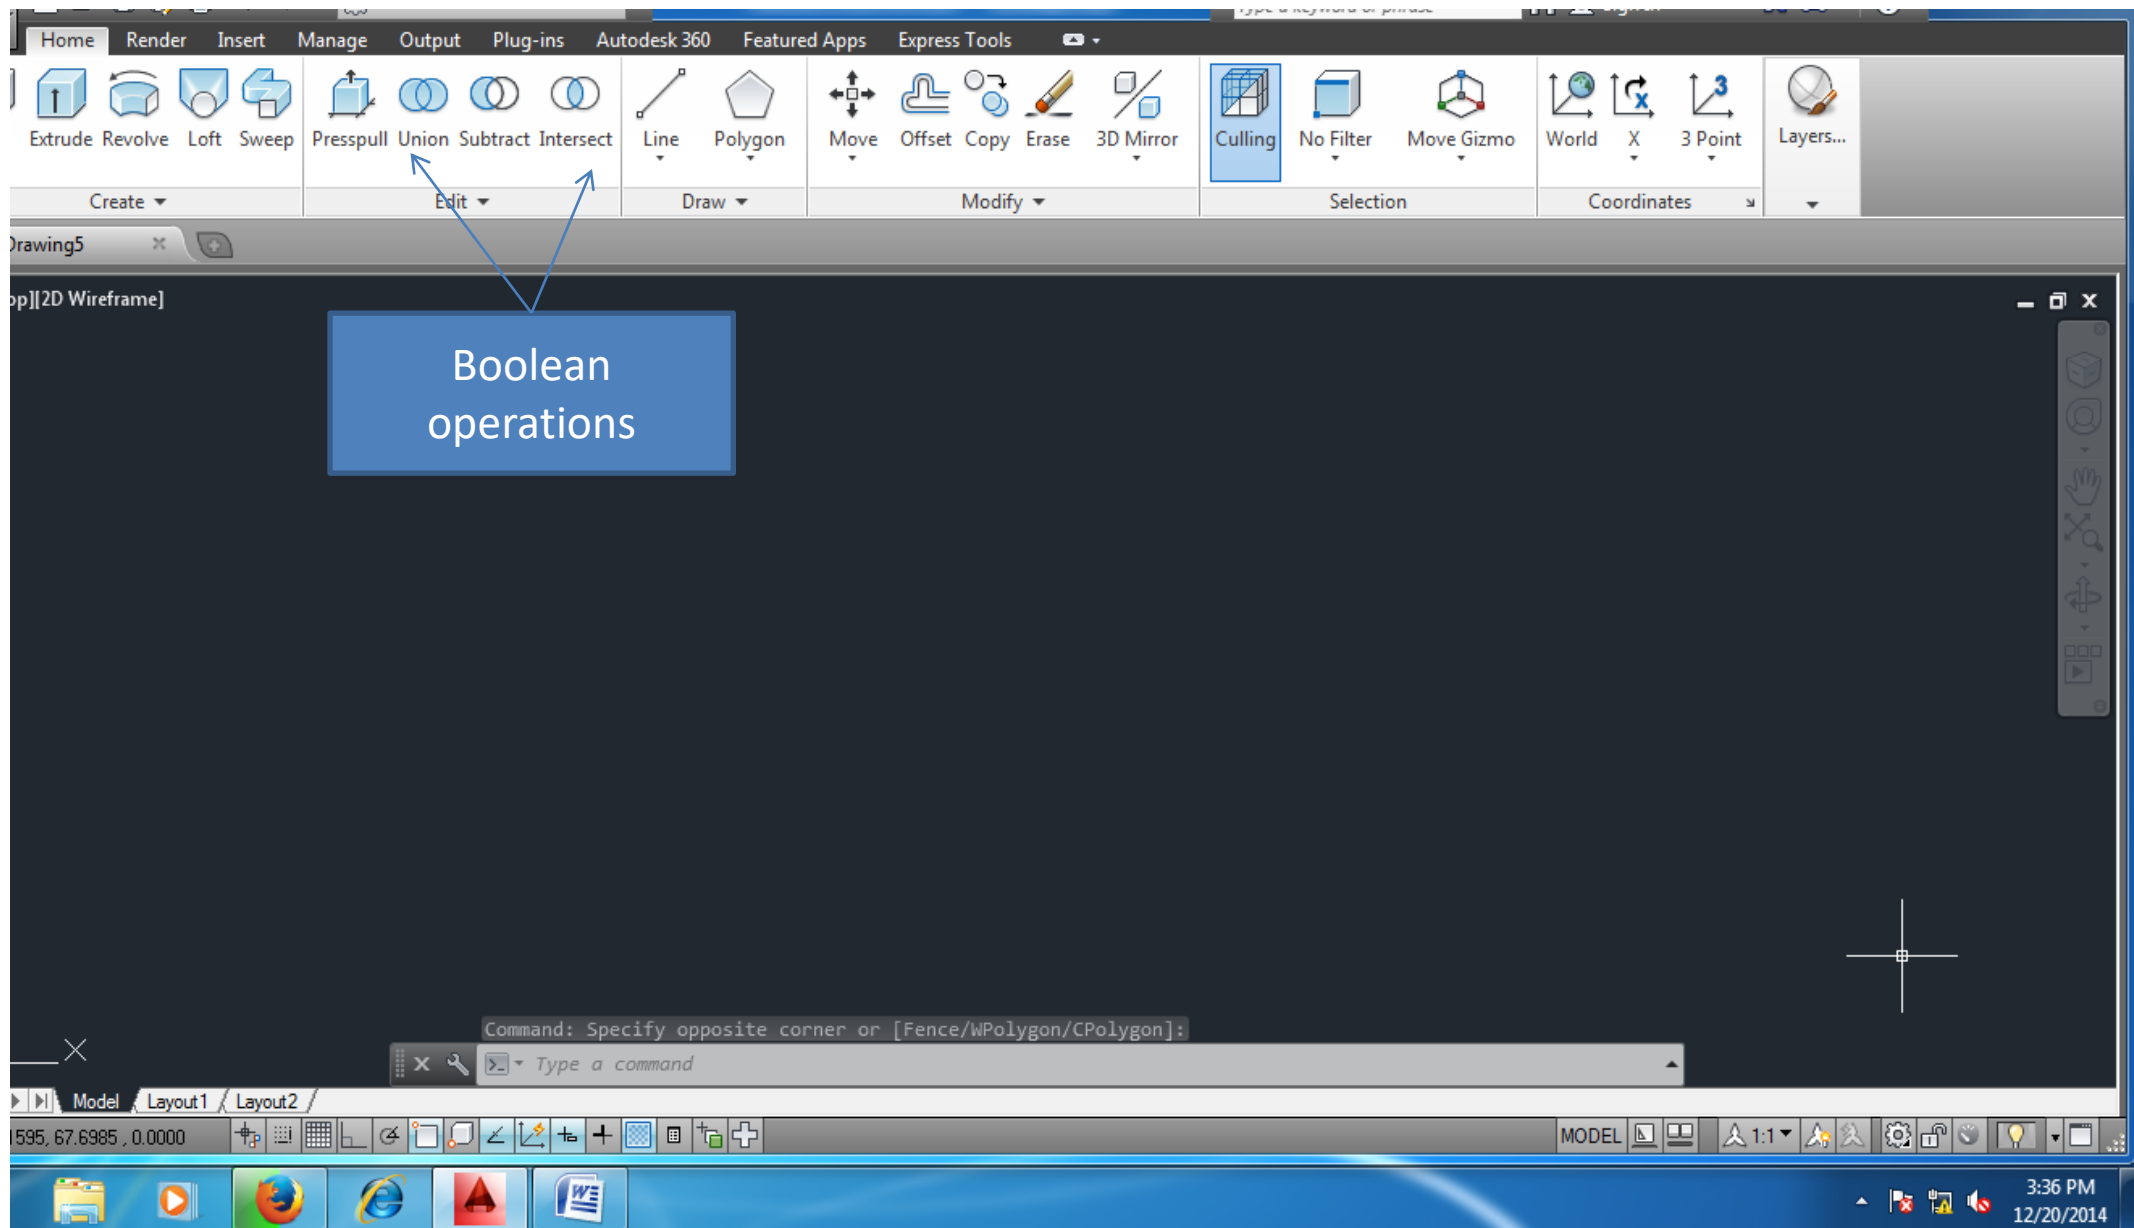 Home Render Insert Manage Output Plug-ins Autodesk 360 Featured Apps Express Tools
Extrude Revolve Loft Sweep Presspull Union Subtract Intersect Line Polygon Move Offset Copy Erase 3D Mirror Culling No Filter Move Gizmo World X 3 Point Layers...
Create Edit Draw Modify Selection Coordinates
Drawing5
op][2D Wireframe]
Boolean
operations
Command: Specify opposite corner or [Fence/WPolygon/CPolygon]:
Type a command
Model Layout1 Layout2
1595, 67.6985 , 0.0000 MODEL 1:1
3:36 PM
12/20/2014